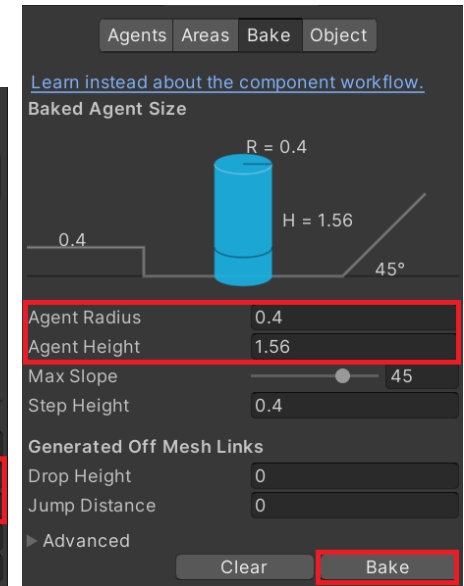 Agents Areas Bake Object
Learn instead about the component workflow.
Baked Agent Size
R = 0.4
H = 1.56
0.4
45°
Agent Radius 0.4
Agent Height 1.56
Max Slope 45
Step Height 0.4
Generated Off Mesh Links
Drop Height 0
Jump Distance 0
Advanced
Clear Bake